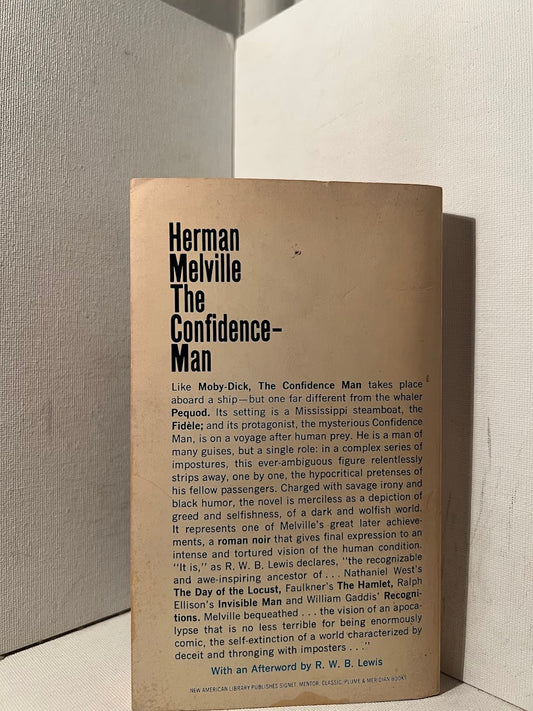 Herman
Melville
The
Confidence-
Man
Like Moby-Dick, The Confidence Man takes place
aboard a ship—but one far different from the whaler
Pequod. Its setting is a Mississippi steamboat, the
Fidèle; and its protagonist, the mysterious Confidence
Man, is on a voyage after human prey. He is a man of
many guises, but a single role: in a complex series of
impostures, this ever-ambiguous figure relentlessly
strips away, one by one, the hypocritical pretenses of
his fellow passengers. Charged with savage irony and
black humor, the novel is merciless as a depiction of
greed and selfishness, of a dark and wolfish world.
It represents one of Melville's great later achieve-
ments, a roman noir that gives final expression to an
intense and tortured vision of the human condition.
"It is," as R. W. B. Lewis declares, "the recognizable
and awe-inspiring ancestor of . . . Nathaniel West's
The Day of the Locust, Faulkner's The Hamlet, Ralph
Ellison's Invisible Man and William Gaddis' Recogni-
tions. Melville bequeathed . . . the vision of an apoca-
lypse that is no less terrible for being enormously
comic, the self-extinction of a world characterized by
deceit and thronging with imposters . . ."
With an Afterword by R. W. B. Lewis
NEW AMERICAN LIBRARY PUBLISHES SIGNET, MENTOR, CLASSIC, PLUME & MERIDIAN BOOKS